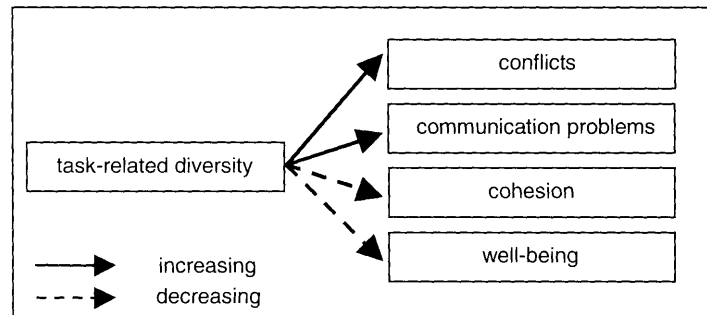 conflicts
communication problems
task-related diversity
cohesion
well-being
increasing
decreasing